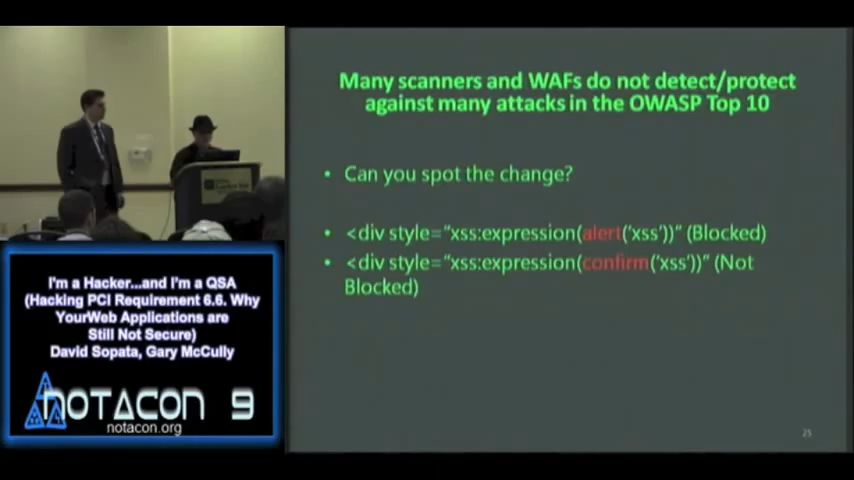 Many scanners and WAFs do not detect/protect
against many attacks in the OWASP Top 10
• Can you spot the change?
• <div style="xss:expression(alert('xss'))" (Blocked)
• <div style="xss:expression(confirm('xss'))" (Not
Blocked)
25
I'm a Hacker...and I'm a QSA
(Hacking PCI Requirement 6.6. Why
YourWeb Applications are
Still Not Secure)
David Sopata, Gary McCully
NOTACON 9
notacon.org